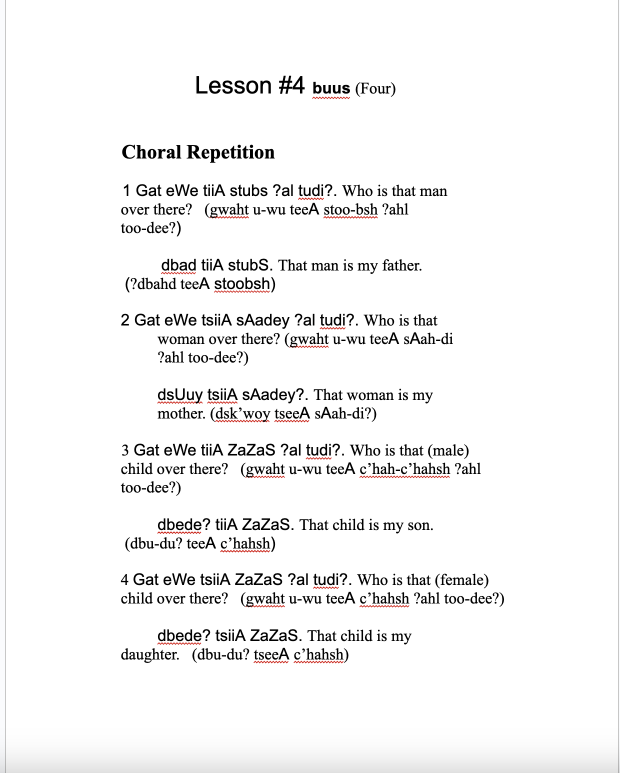 Lesson #4 buus (Four)
Choral Repetition
1 Gat eWe tiiA stubs ?al tudi?. Who is that man
over there? (gwaht u-wu teeA stoo-bsh ?ahl
too-dee?)
dbad tiiA stubS. That man is my father.
(?dbahd teeA stoobsh)
2 Gat eWe tsiiA sAadey ?al tudi?. Who is that
woman over there? (gwaht u-wu teeA sAah-di
?ahl too-dee?)
dsUuy tsiiA sAadey?. That woman is my
mother. (dsk’woy tseeA sAah-di?)
3 Gat eWe tiiA ZaZaS ?al tudi?. Who is that (male)
child over there? (gwaht u-wu teeA c’hah-c’hahsh ?ahl
too-dee?)
dbede? tiiA ZaZaS. That child is my son.
(dbu-du? teeA c’hahsh)
4 Gat eWe tsiiA ZaZaS ?al tudi?. Who is that (female)
child over there? (gwaht u-wu teeA c’hahsh ?ahl too-dee?)
dbede? tsiiA ZaZaS. That child is my
daughter. (dbu-du? tseeA c’hahsh)